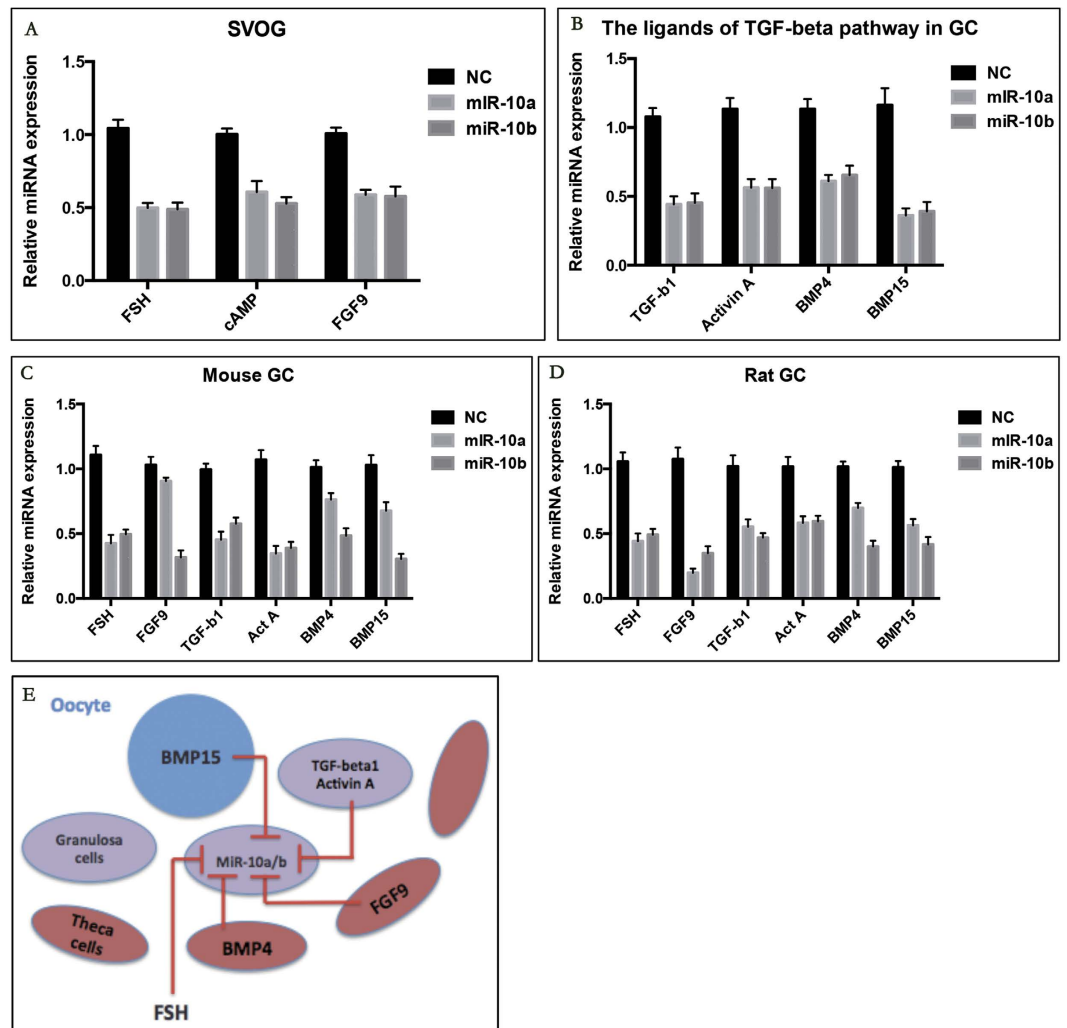 A
SVOG
Relative miRNA expression
1.5
1.0
0.5
0.0
FSH
cAMP
FGF9
NC
mIR-10a
miR-10b
B
The ligands of TGF-beta pathway in GC
Relative miRNA expression
1.5
1.0
0.5
0.0
TGF-b1
Activin A
BMP4
BMP15
NC
mIR-10a
miR-10b
C
Mouse GC
Relative miRNA expression
1.5
1.0
0.5
0.0
FSH
FGF9
TGF-b1
Act A
BMP4
BMP15
NC
mIR-10a
miR-10b
D
Rat GC
Relative miRNA expression
1.5
1.0
0.5
0.0
FSH
FGF9
TGF-b1
Act A
BMP4
BMP15
NC
mIR-10a
miR-10b
E
Oocyte
BMP15
TGF-beta1
Activin A
Granulosa
cells
MiR-10a/b
FGF9
Theca
cells
BMP4
FSH